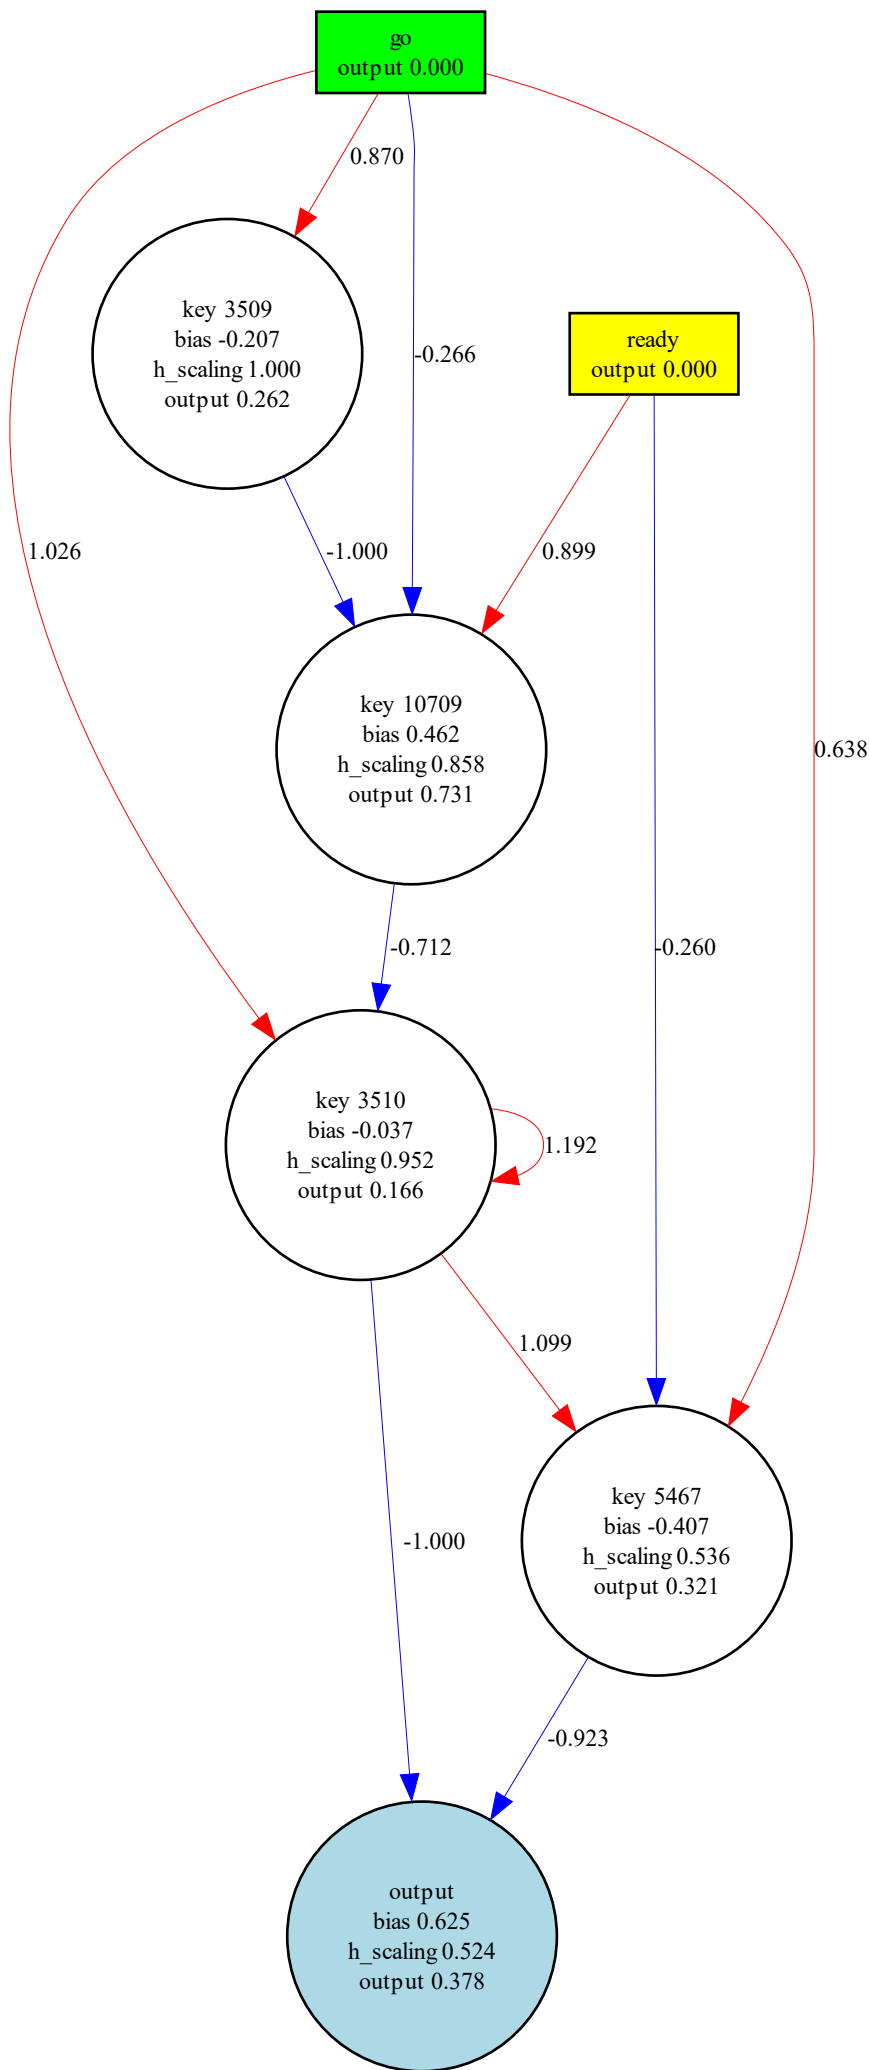 go
output 0.000
0.870
key 3509
bias -0.207
h_scaling 1.000
output 0.262
-0.266
ready
output 0.000
1.026
-1.000
0.899
key 10709
bias 0.462
h_scaling 0.858
output 0.731
0.638
-0.712
-0.260
key 3510
bias -0.037
h_scaling 0.952
output 0.166
1.192
1.099
key 5467
bias -0.407
h_scaling 0.536
output 0.321
-1.000
-0.923
output
bias 0.625
h_scaling 0.524
output 0.378